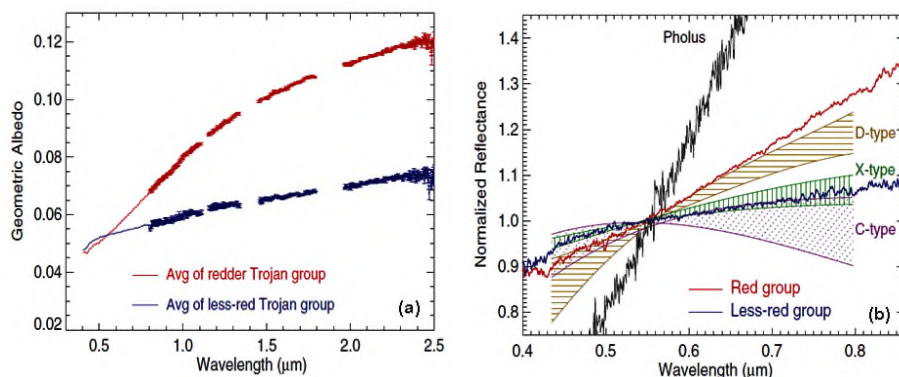 0.12
0.10
0.08
0.06
0.04
0.02
Geometric Albedo
Avg of redder Trojan group
Avg of less-red Trojan group
(a)
0.5 1.0 1.5 2.0 2.5
Wavelength (μm)
1.4
1.3
1.2
1.1
1.0
0.9
0.8
Normalized Reflectance
Pholus
D-type
X-type
C-type
Red group
Less-red group
(b)
0.4 0.5 0.6 0.7 0.8
Wavelength (μm)